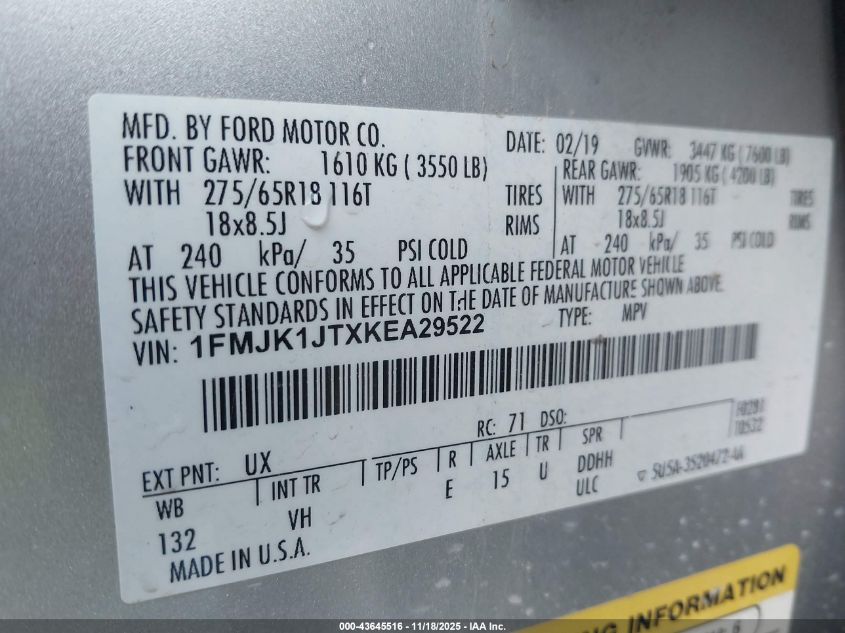 MFD. BY FORD MOTOR CO.
DATE: 02/19 GVWR: 3447 KG ( 7600 LB)
FRONT GAWR: 1610 KG ( 3550 LB) REAR GAWR: 1905 KG ( 4200 LB)
WITH 275/65R18 116T TIRES WITH 275/65R18 116T TIRES
18x8.5J RIMS 18x8.5J RIMS
AT 240 kPa/ 35 PSI COLD AT 240 kPa/ 35 PSI COLD
THIS VEHICLE CONFORMS TO ALL APPLICABLE FEDERAL MOTOR VEHICLE
SAFETY STANDARDS IN EFFECT ON THE DATE OF MANUFACTURE SHOWN ABOVE.
VIN: 1FMJK1JTXKEA29522 TYPE: MPV
RC: 71 DSO:
EXT PNT: UX
WB INT TR TP/PS R AXLE TR SPR
132 VH E 15 U DDHH
ULC
MADE IN U.S.A.
INFORMATION
000-43645516 - 11/18/2025 - IAA Inc.